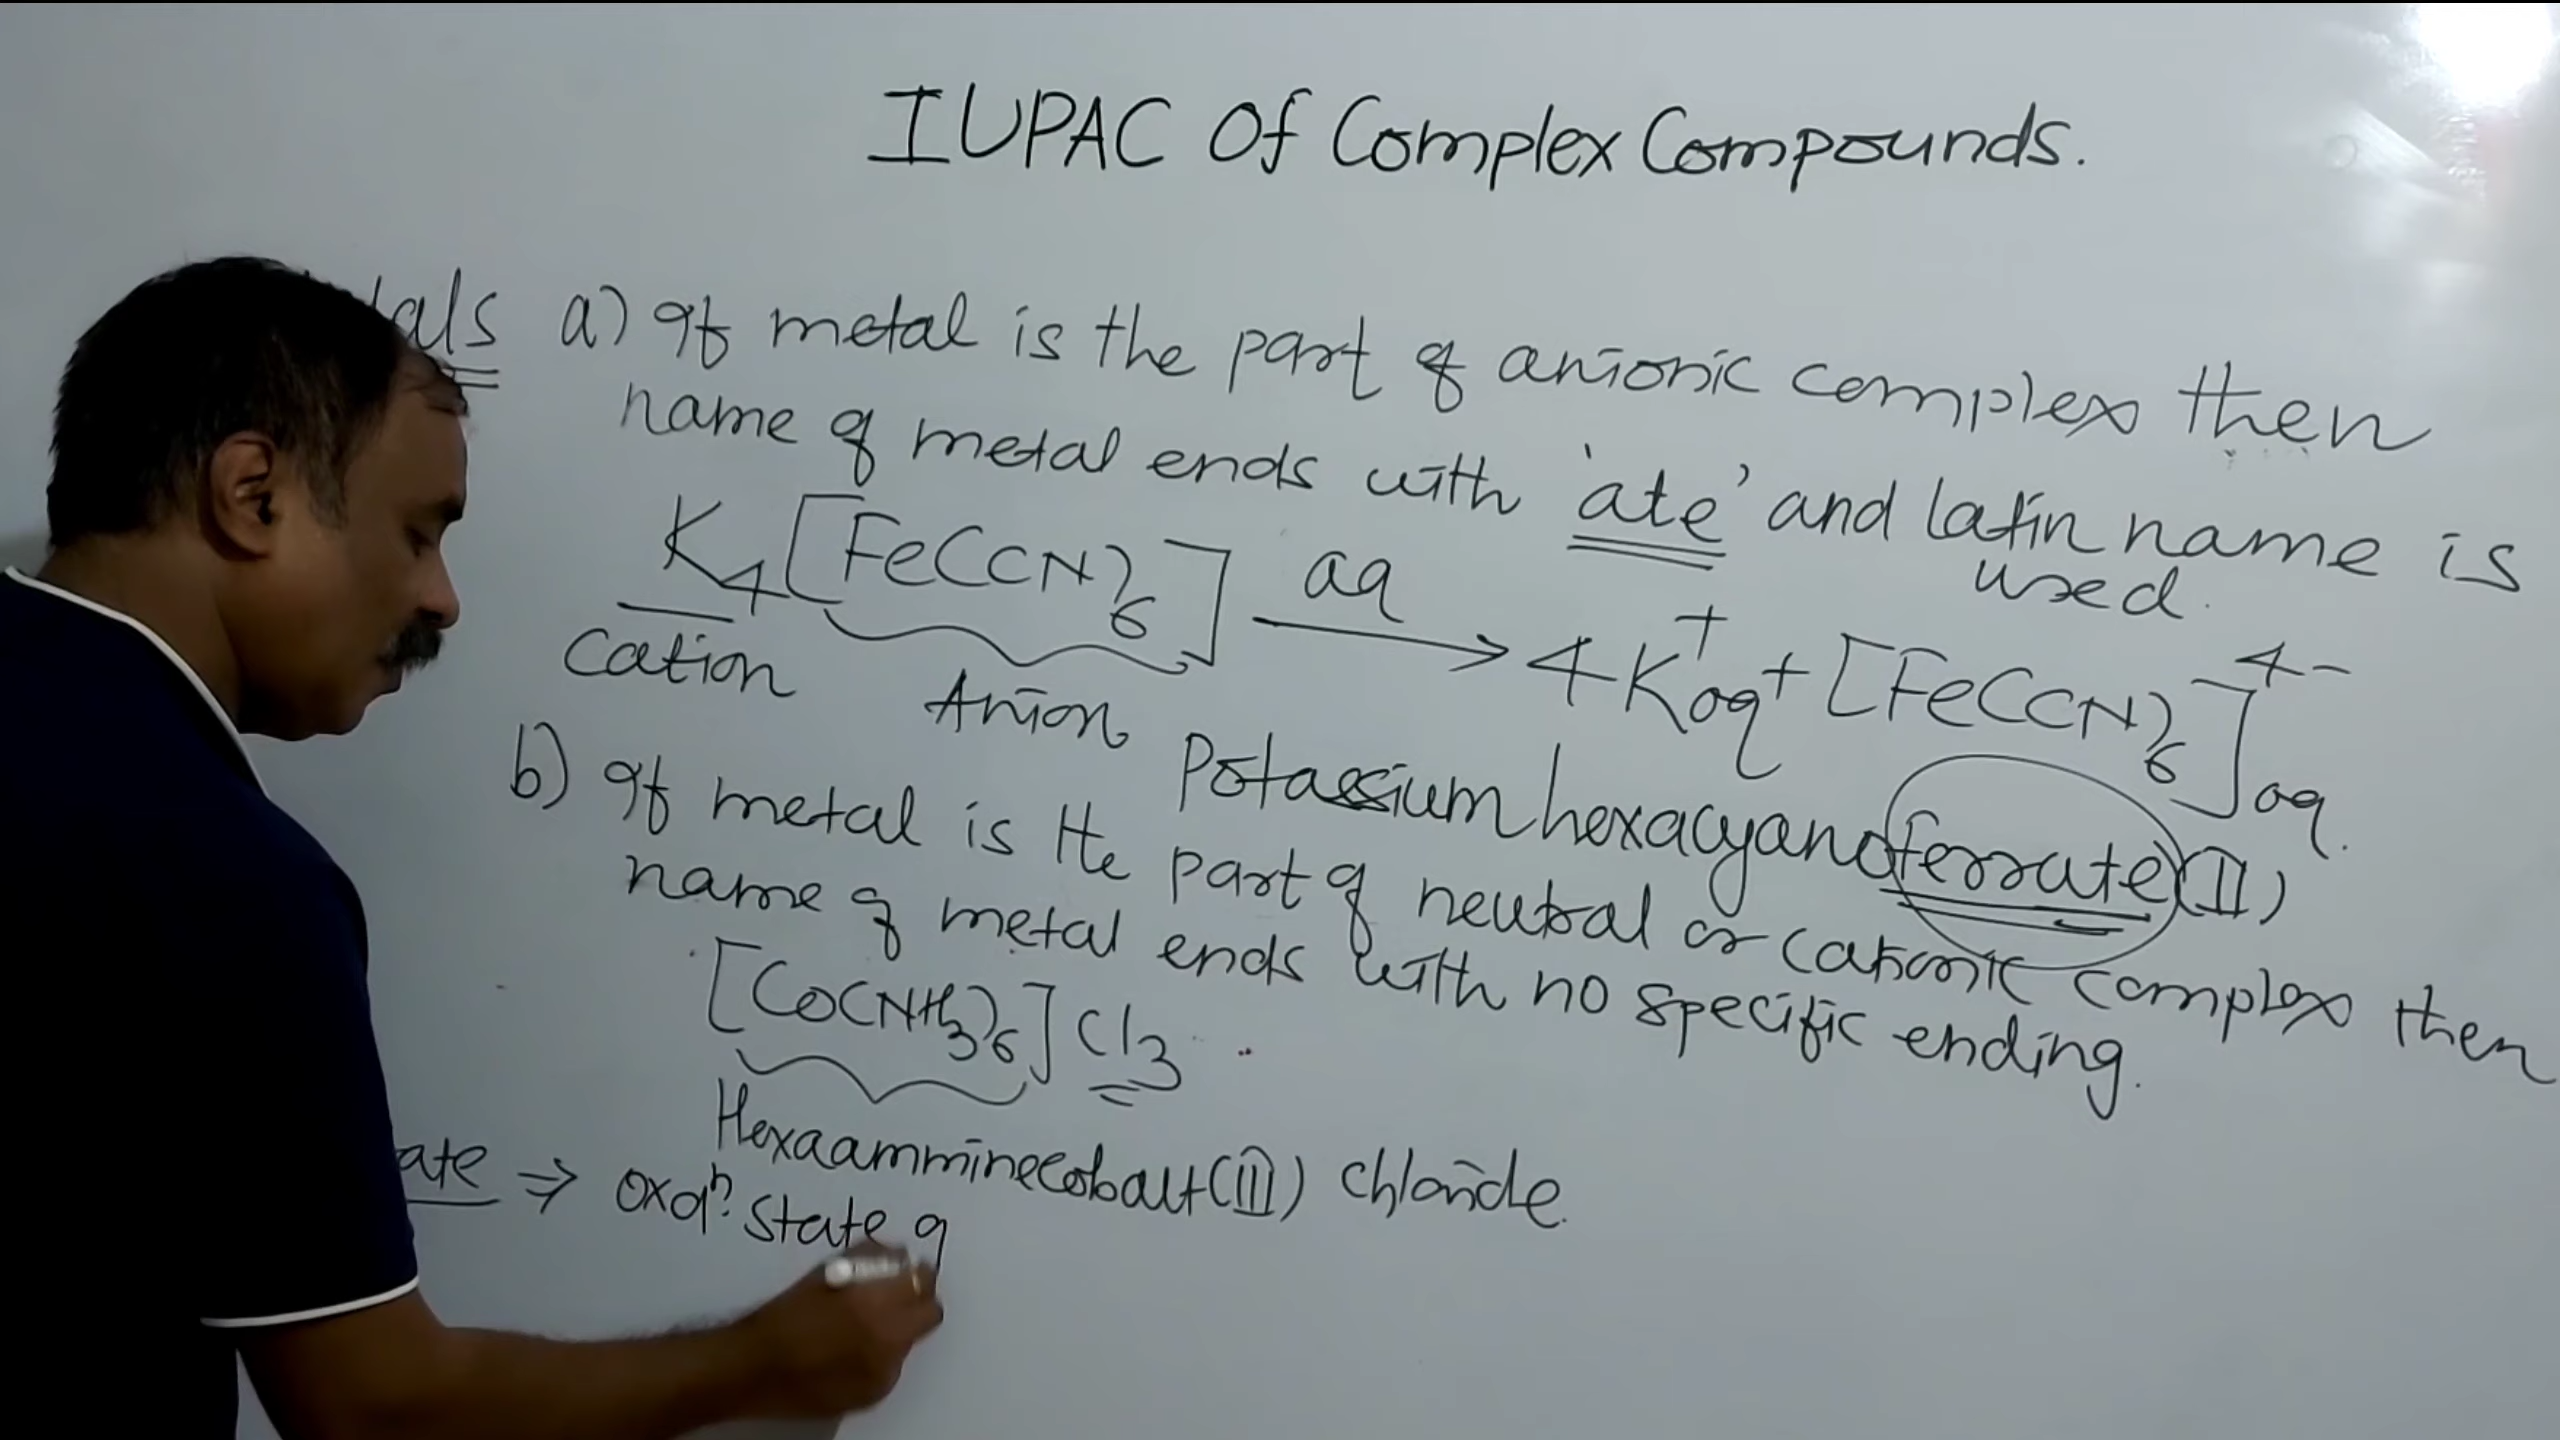 IUPAC Of Complex Compounds.
a) If metal is the part of anionic complex then
name of metal ends with 'ate' and latin name is
used.
K4[Fe(CN)6] aq → 4K+aq + [Fe(CN)6]4- aq
Cation Anion
Potassium hexacyanoferrate(II)
b) If metal is the part of neutral or cationic complex then
name of metal ends with no specific ending.
[Co(NH3)6]Cl3
Hexaamminecobalt(III) chloride.
ate ⇒ oxdn. state of